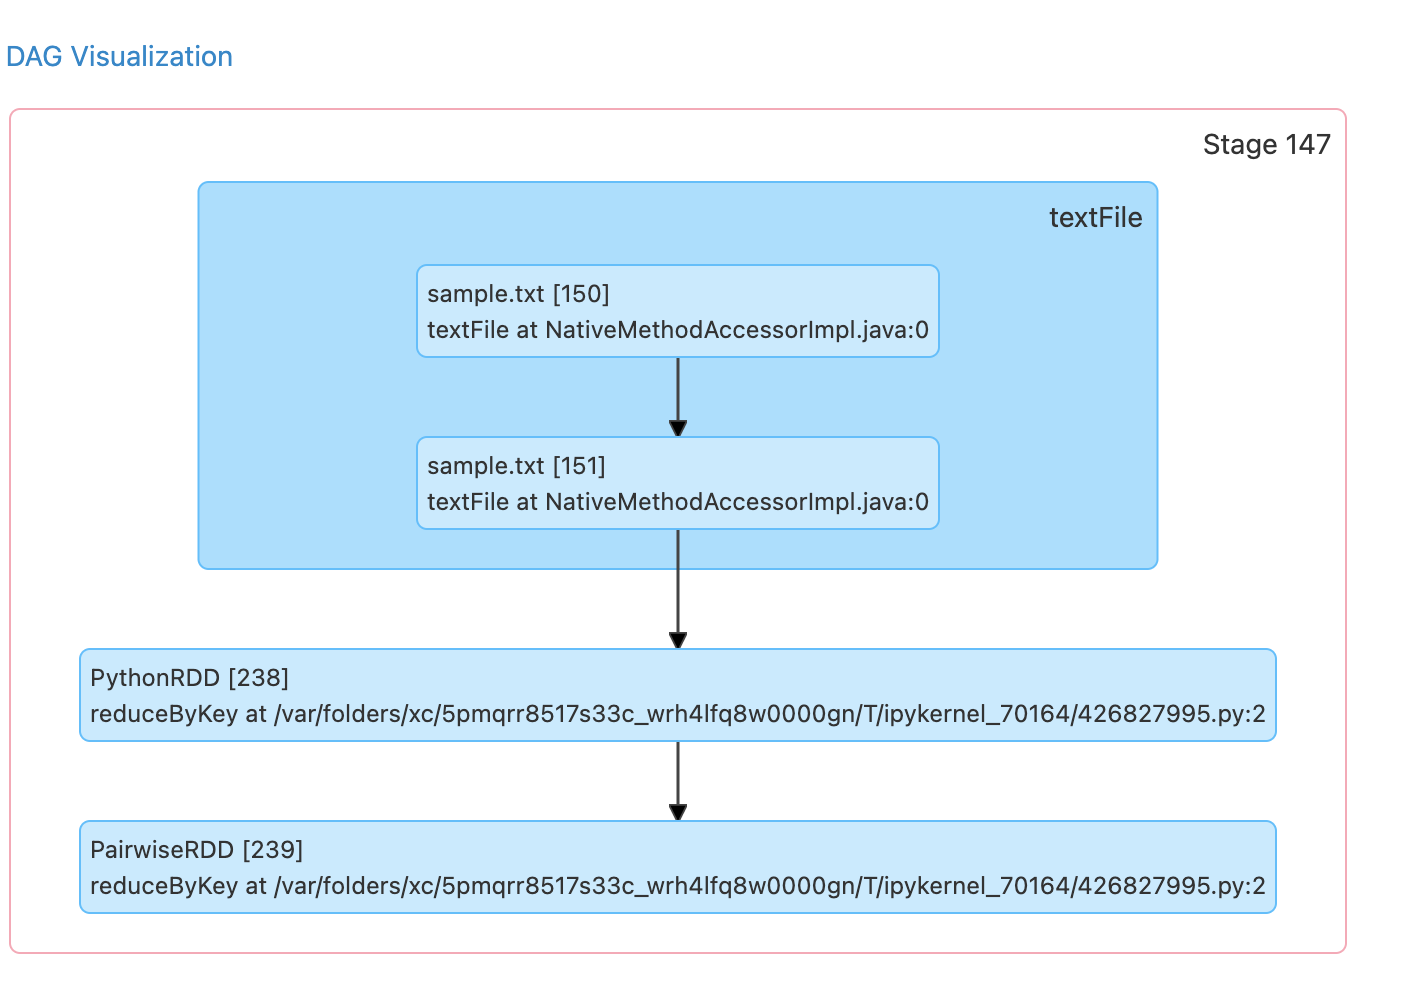 DAG Visualization
Stage 147
textFile
sample.txt [150]
textFile at NativeMethodAccessorImpl.java:0
sample.txt [151]
textFile at NativeMethodAccessorImpl.java:0
PythonRDD [238]
reduceByKey at /var/folders/xc/5pmqrr8517s33c_wrh4lfq8w0000gn/T/ipykernel_70164/426827995.py:2
PairwiseRDD [239]
reduceByKey at /var/folders/xc/5pmqrr8517s33c_wrh4lfq8w0000gn/T/ipykernel_70164/426827995.py:2